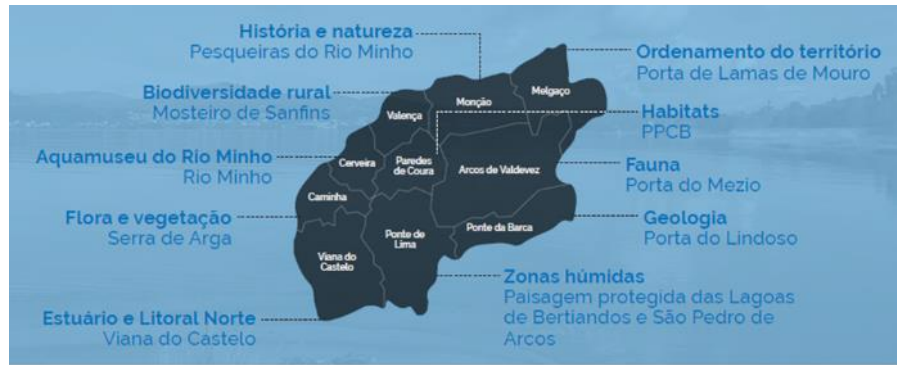 História e natureza
Pesqueiras do Rio Minho
Ordenamento do território
Porta de Lamas de Mouro
Biodiversidade rural
Mosteiro de Sanfins
Habitats
PPCB
Aquamuseu do Rio Minho
Rio Minho
Fauna
Porta do Mezio
Flora e vegetação
Serra de Arga
Geologia
Porta do Lindoso
Zonas húmidas
Paisagem protegida das Lagoas
de Bertiandos e São Pedro de
Arcos
Estuário e Litoral Norte
Viana do Castelo
Melgaço
Monção
Valença
Cerveira
Paredes
de Coura
Arcos de Valdevez
Caminha
Ponte de
Lima
Ponte da Barca
Viana do
Castelo